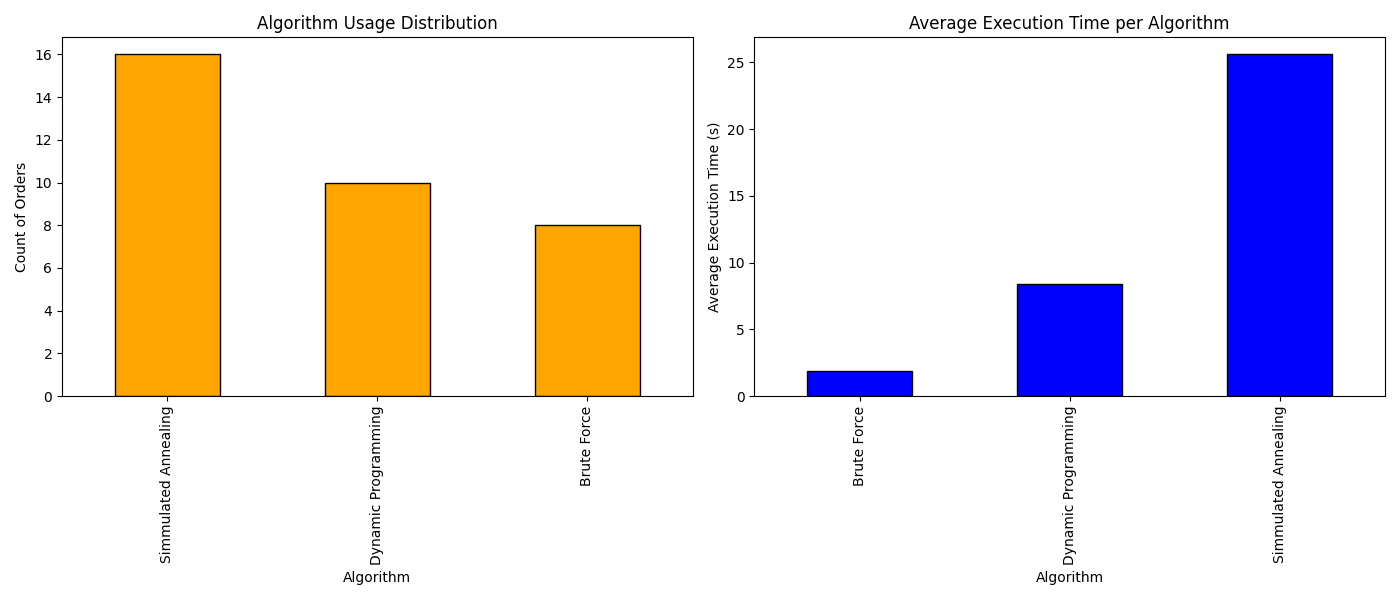 Algorithm Usage Distribution
Count of Orders
16
14
12
10
8
6
4
2
0
Simmulated Annealing
Dynamic Programming
Brute Force
Algorithm
Average Execution Time per Algorithm
Average Execution Time (s)
25
20
15
10
5
0
Brute Force
Dynamic Programming
Simmulated Annealing
Algorithm